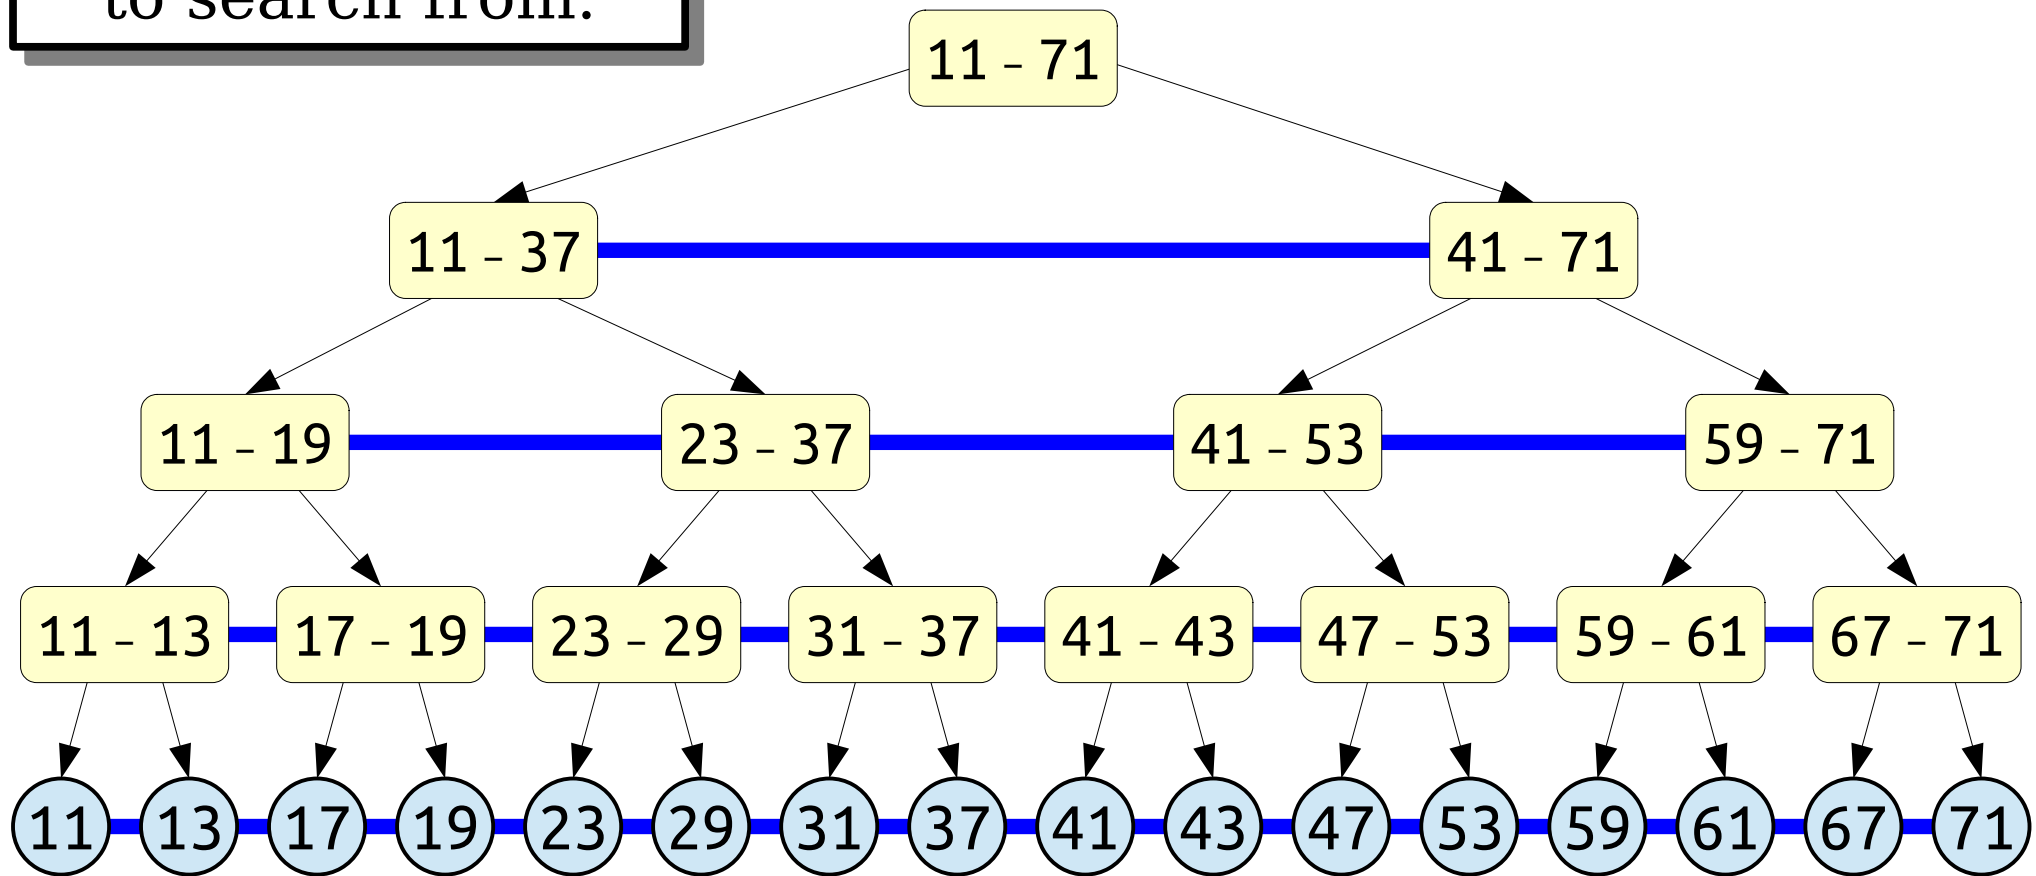 to search from.
11 – 71
11 – 37 41 – 71
11 – 19 23 – 37 41 – 53 59 – 71
11 – 13 17 – 19 23 – 29 31 – 37 41 – 43 47 – 53 59 – 61 67 – 71
11 13 17 19 23 29 31 37 41 43 47 53 59 61 67 71